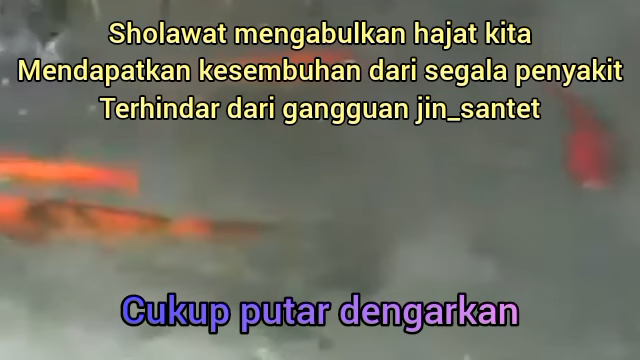 Sholawat mengabulkan hajat kita
Mendapatkan kesembuhan dari segala penyakit
Terhindar dari gangguan jin_santet
Cukup putar dengarkan